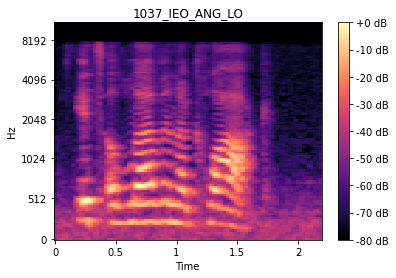 1037_IEO_ANG_LO
+0 dB
8192
-10 dB
4096
-20 dB
-30 dB
2048
Hz
-40 dB
1024
-50 dB
512
-60 dB
-70 dB
0
-80 dB
0
0.5
1
1.5
2
Time